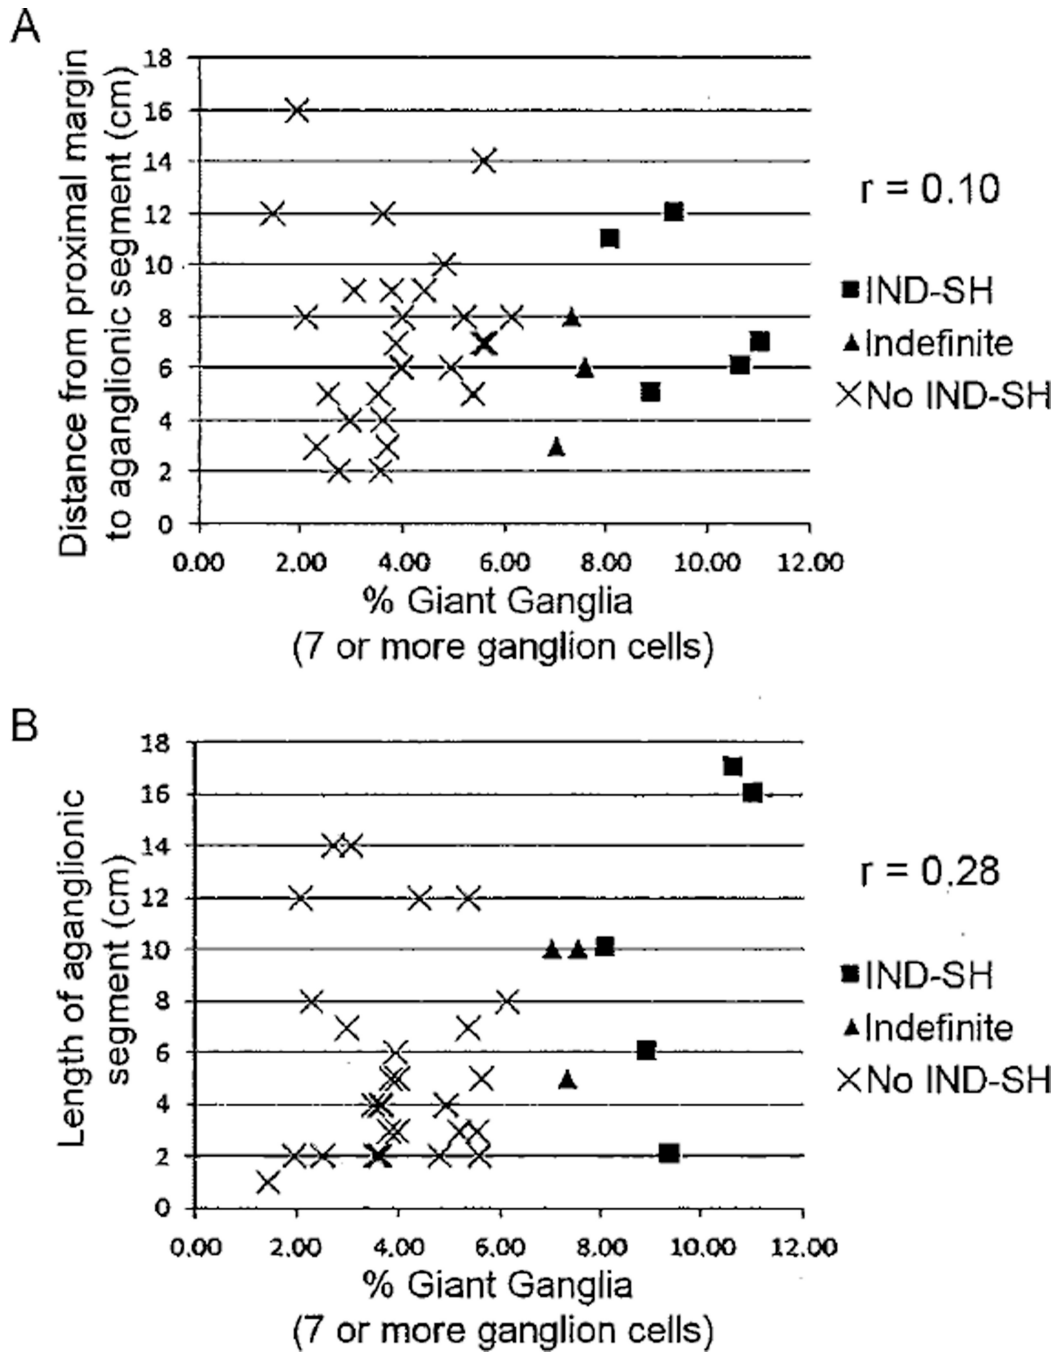 A
Distance from proximal margin
to aganglionic segment (cm)
18
16
14
12
10
8
6
4
2
0
0.00 2.00 4.00 6.00 8.00 10.00 12.00
% Giant Ganglia
(7 or more ganglion cells)
r = 0.10
IND-SH
Indefinite
No IND-SH
B
Length of aganglionic
segment (cm)
18
16
14
12
10
8
6
4
2
0
0.00 2.00 4.00 6.00 8.00 10.00 12.00
% Giant Ganglia
(7 or more ganglion cells)
r = 0.28
IND-SH
Indefinite
No IND-SH